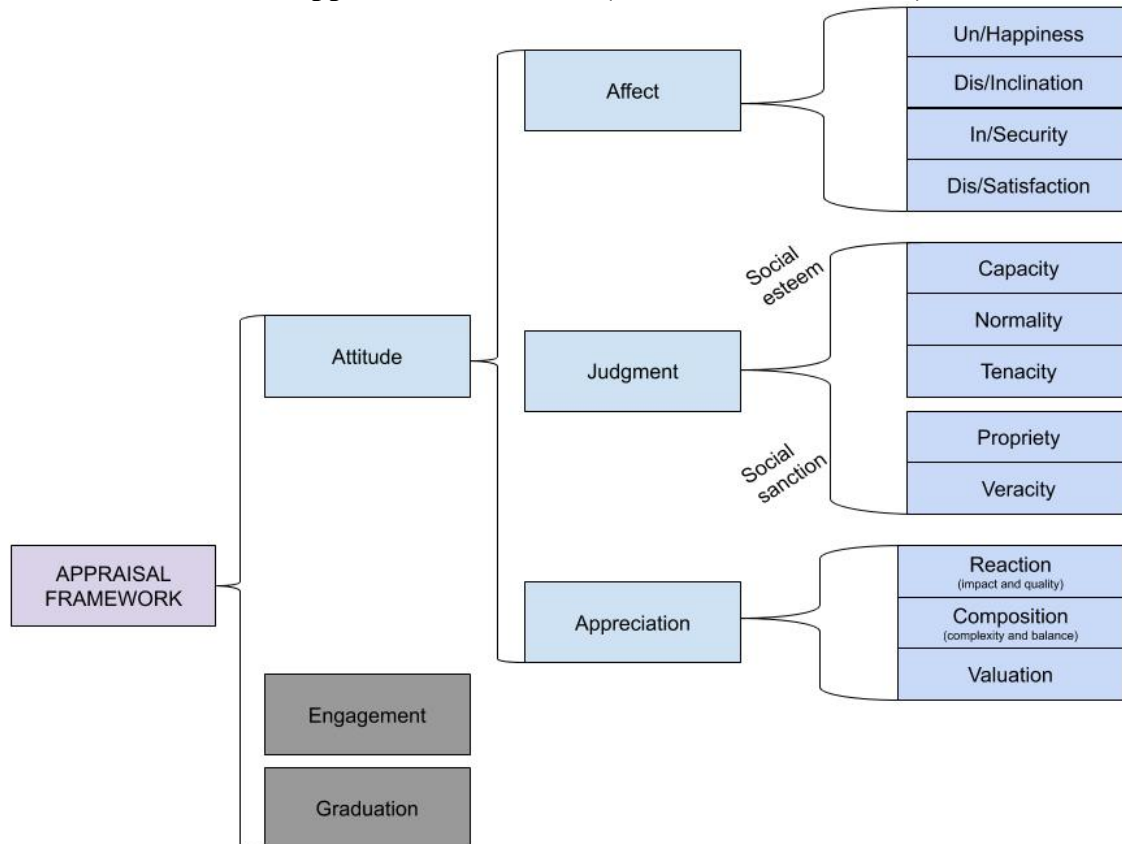 Un/Happiness
Affect
Dis/Inclination
In/Security
Dis/Satisfaction
Social
esteem
Capacity
Normality
Attitude
Judgment
Tenacity
Social
sanction
Propriety
Veracity
APPRAISAL
FRAMEWORK
Appreciation
Reaction
(impact and quality)
Composition
(complexity and balance)
Valuation
Engagement
Graduation